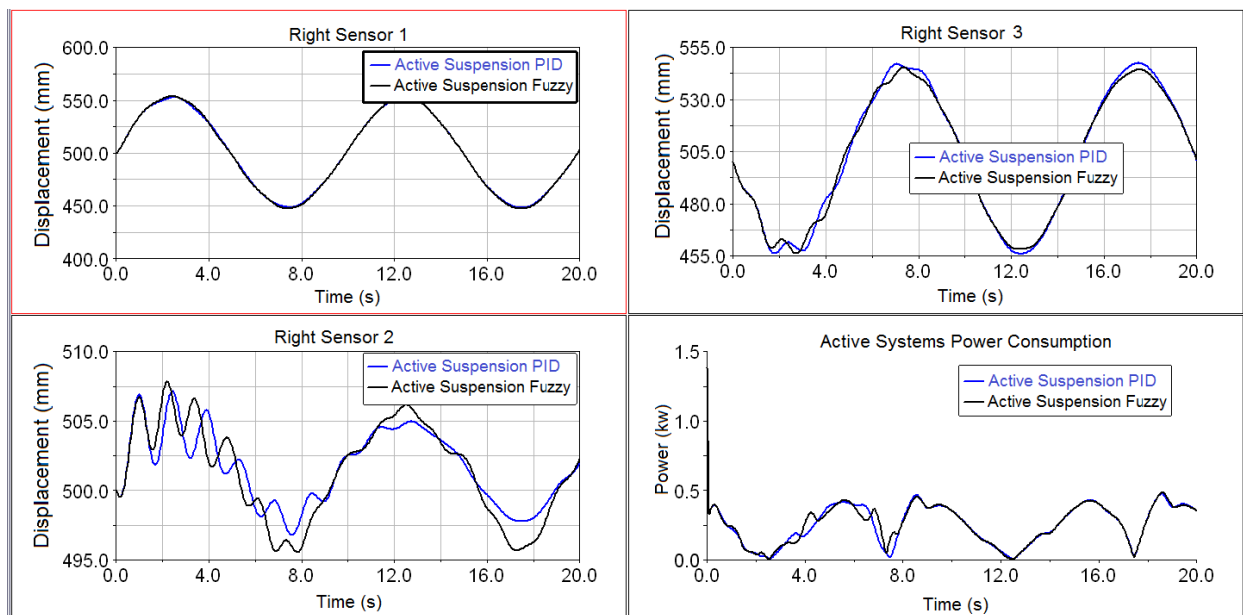 Right Sensor 1
600.0
550.0
500.0
450.0
400.0
Displacement (mm)
Active Suspension PID
Active Suspension Fuzzy
0.0 4.0 8.0 12.0 16.0 20.0
Time (s)
Right Sensor 3
555.0
530.0
505.0
480.0
455.0
Displacement (mm)
Active Suspension PID
Active Suspension Fuzzy
0.0 4.0 8.0 12.0 16.0 20.0
Time (s)
Right Sensor 2
510.0
505.0
500.0
495.0
Displacement (mm)
Active Suspension PID
Active Suspension Fuzzy
0.0 4.0 8.0 12.0 16.0 20.0
Time (s)
Active Systems Power Consumption
1.5
1.0
0.5
0.0
Power (kw)
Active Suspension PID
Active Suspension Fuzzy
0.0 4.0 8.0 12.0 16.0 20.0
Time (s)